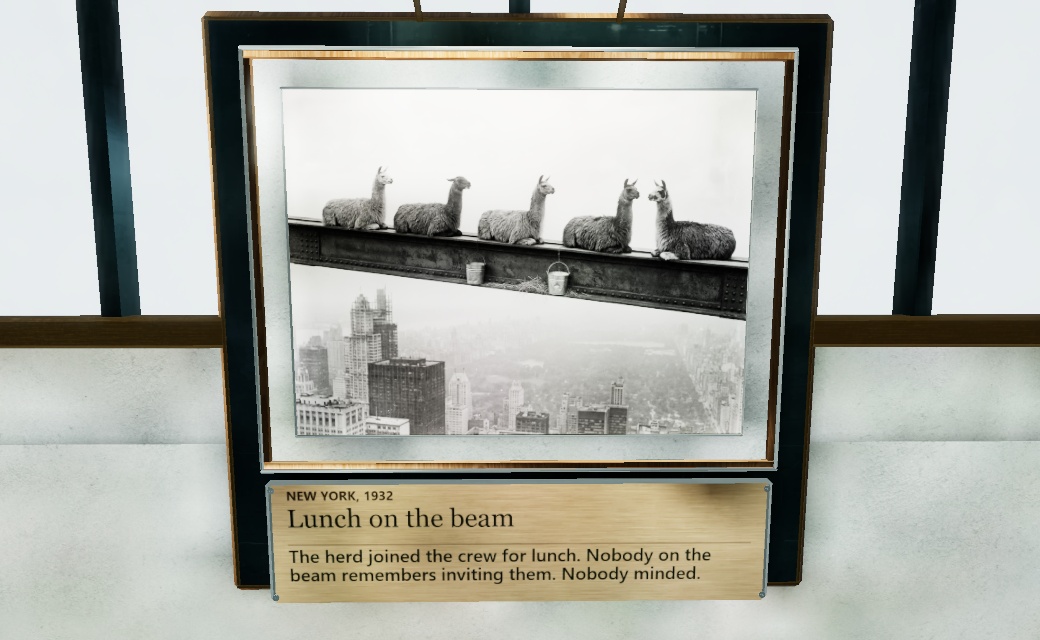 NEW YORK, 1932
Lunch on the beam
The herd joined the crew for lunch. Nobody on the
beam remembers inviting them. Nobody minded.